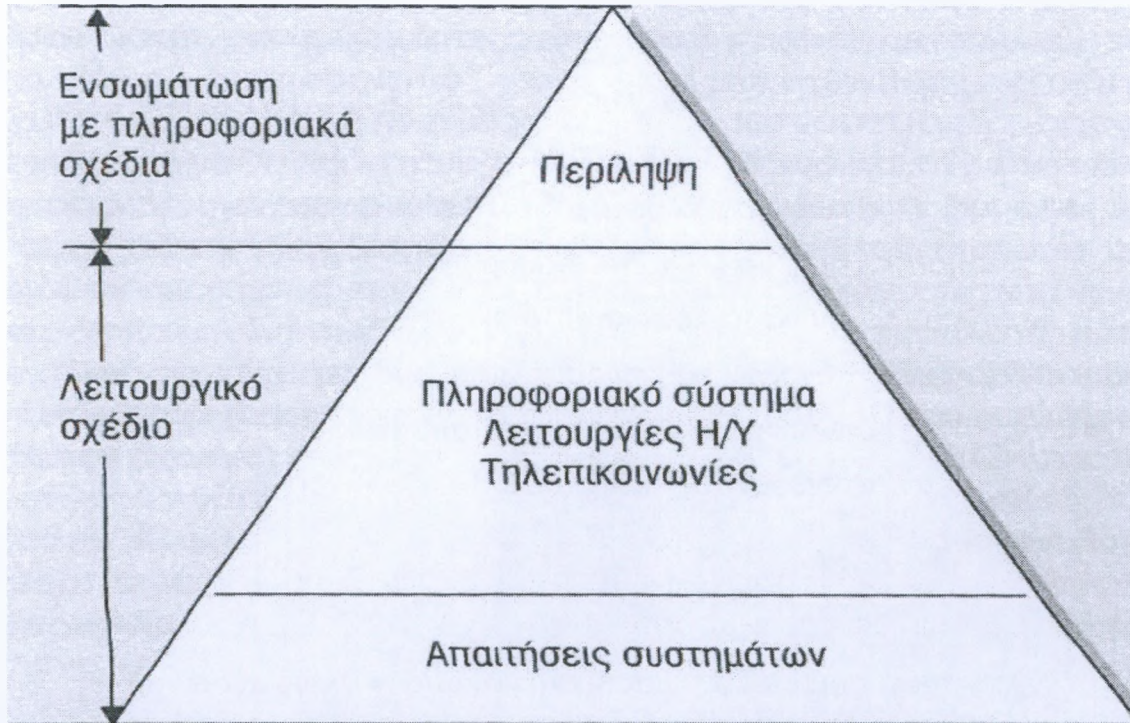 Ενσωμάτωση
με πληροφοριακά
σχέδια
Περίληψη
Λειτουργικό
σχέδιο
Πληροφοριακό σύστημα
Λειτουργίες Η/Υ
Τηλεπικοινωνίες
Απαιτήσεις συστημάτων